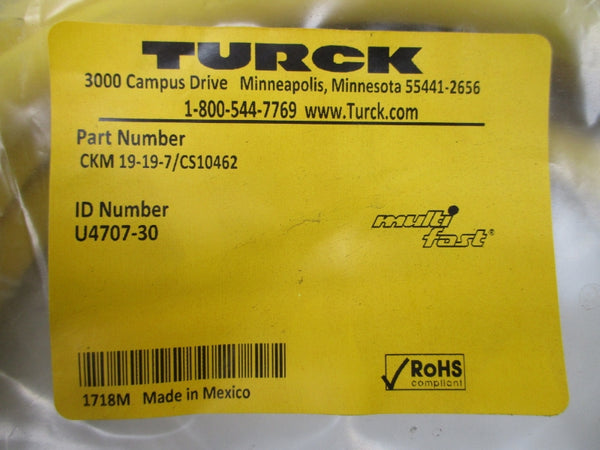 TURCK
3000 Campus Drive Minneapolis, Minnesota 55441-2656
1-800-544-7769 www.Turck.com
Part Number
CKM 19-19-7/CS10462
ID Number
U4707-30
multi
fast®
RoHS
compliant
1718M Made in Mexico